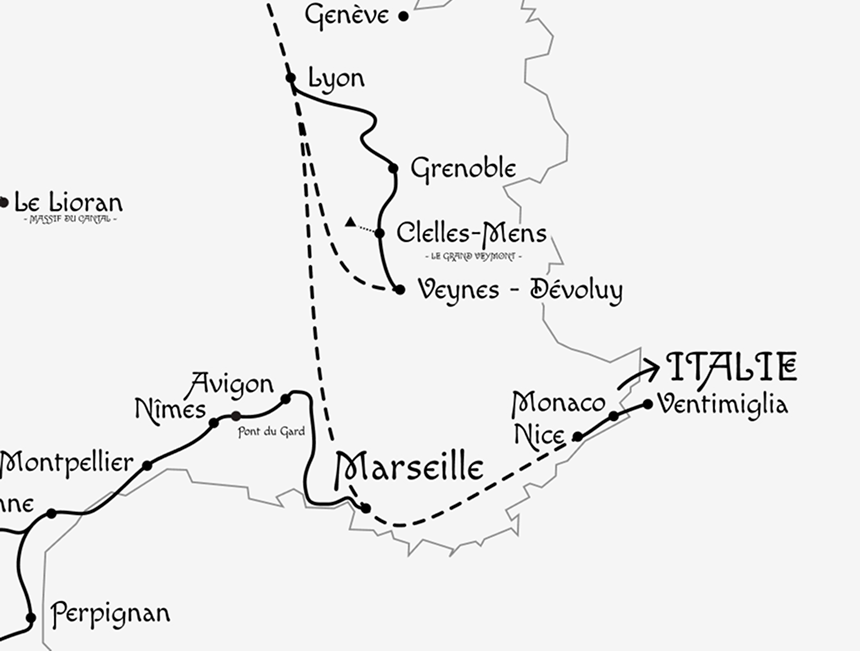 Genève
Lyon
Grenoble
Le Lioran
- MASSIF DU CANTAL -
Clelles-Mens
- LE GRAND VEYMONT -
Veynes - Dévoluy
ITALIE
Avigon
Nîmes
Pont du Gard
Monaco
Ventimiglia
Nice
Montpellier
Marseille
nne
Perpignan